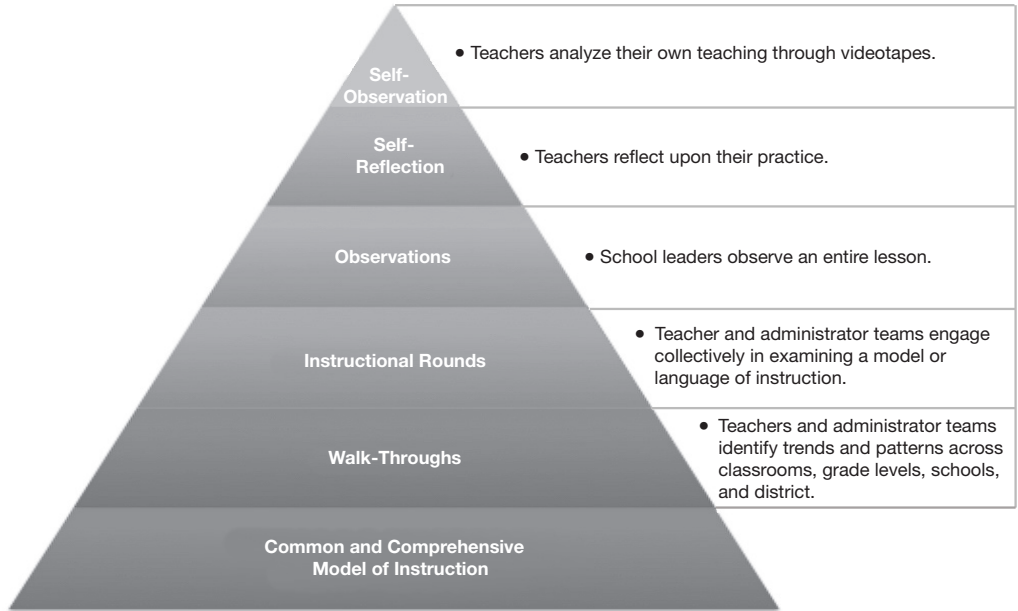 Self-
Observation
• Teachers analyze their own teaching through videotapes.
Self-
Reflection
• Teachers reflect upon their practice.
Observations
• School leaders observe an entire lesson.
Instructional Rounds
• Teacher and administrator teams engage
collectively in examining a model or
language of instruction.
Walk-Throughs
• Teachers and administrator teams
identify trends and patterns across
classrooms, grade levels, schools,
and district.
Common and Comprehensive
Model of Instruction